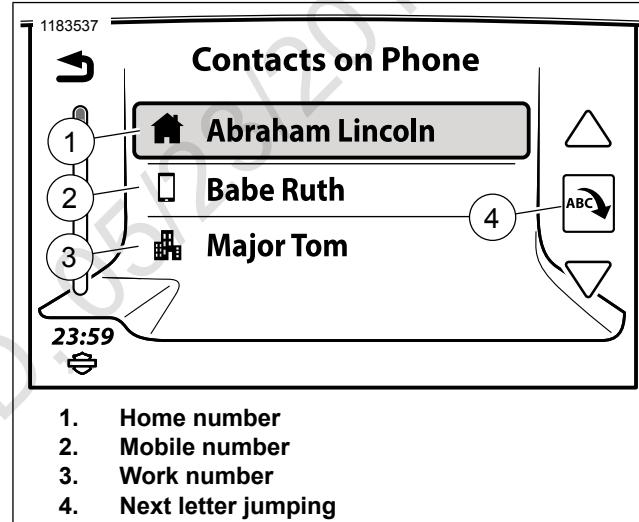 1183537
Contacts on Phone
1 Abraham Lincoln
2 Babe Ruth
ABC
4
3 Major Tom
23:59
1. Home number
2. Mobile number
3. Work number
4. Next letter jumping